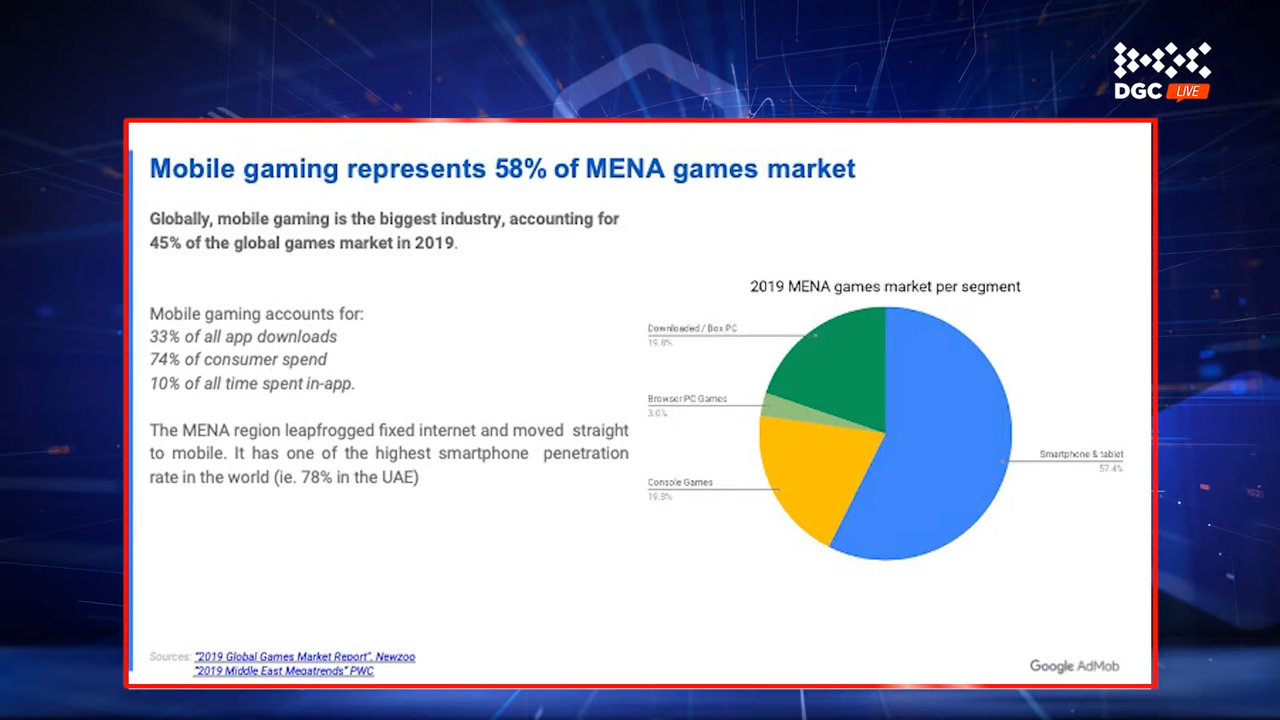 DGC LIVE
Mobile gaming represents 58% of MENA games market
Globally, mobile gaming is the biggest industry, accounting for
45% of the global games market in 2019.
Mobile gaming accounts for:
33% of all app downloads
74% of consumer spend
10% of all time spent in-app.
The MENA region leapfrogged fixed internet and moved straight
to mobile. It has one of the highest smartphone penetration
rate in the world (ie. 78% in the UAE)
2019 MENA games market per segment
Downloaded / Box PC
19.8%
Browser PC Games
3.0%
Console Games
19.8%
Smartphone & tablet
57.4%
Sources: "2019 Global Games Market Report", Newzoo
"2019 Middle East Megatrends" PWC
Google AdMob